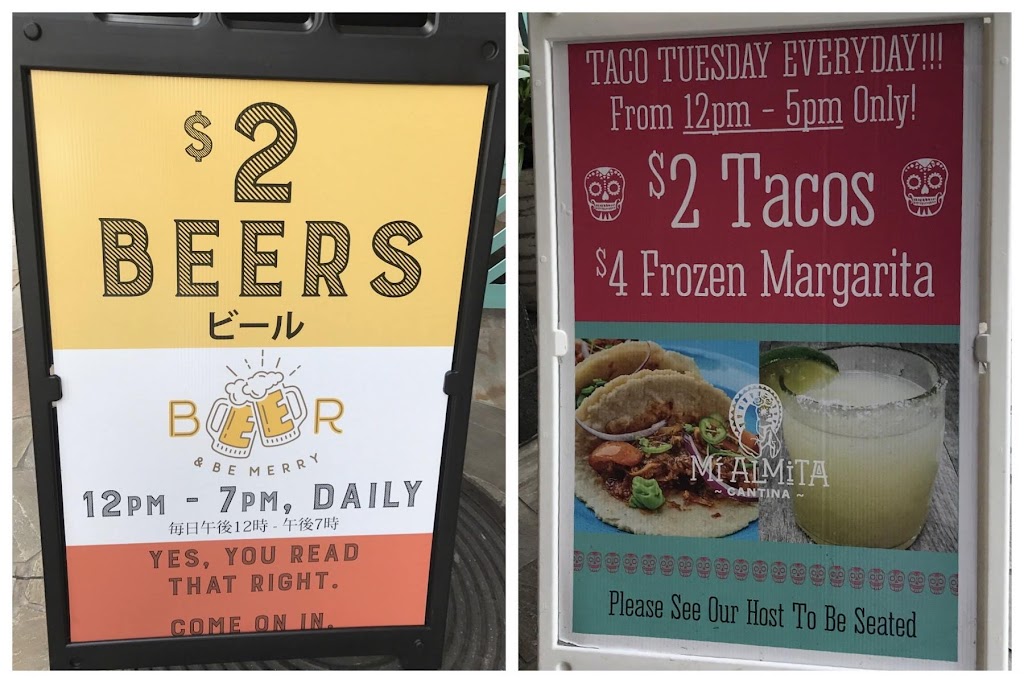 $2
BEERS
ビール
BEER
& BE MERRY
12PM - 7PM, DAILY
毎日午後12時 - 午後7時
YES, YOU READ
THAT RIGHT.
COME ON IN.
TACO TUESDAY EVERYDAY!!!
From 12pm - 5pm Only!
$2 Tacos
$4 Frozen Margarita
MÍ ALMiTA
~ CANTINA ~
Please See Our Host To Be Seated